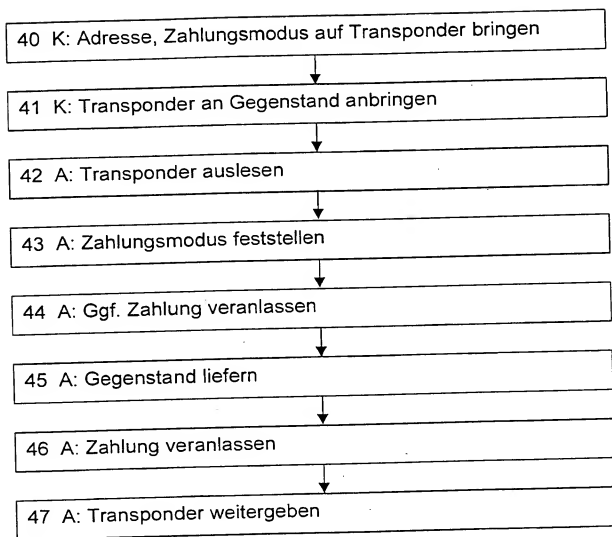 40 K: Adresse, Zahlungsmodus auf Transponder bringen
41 K: Transponder an Gegenstand anbringen
42 A: Transponder auslesen
43 A: Zahlungsmodus feststellen
44 A: Ggf. Zahlung veranlassen
45 A: Gegenstand liefern
46 A: Zahlung veranlassen
47 A: Transponder weitergeben